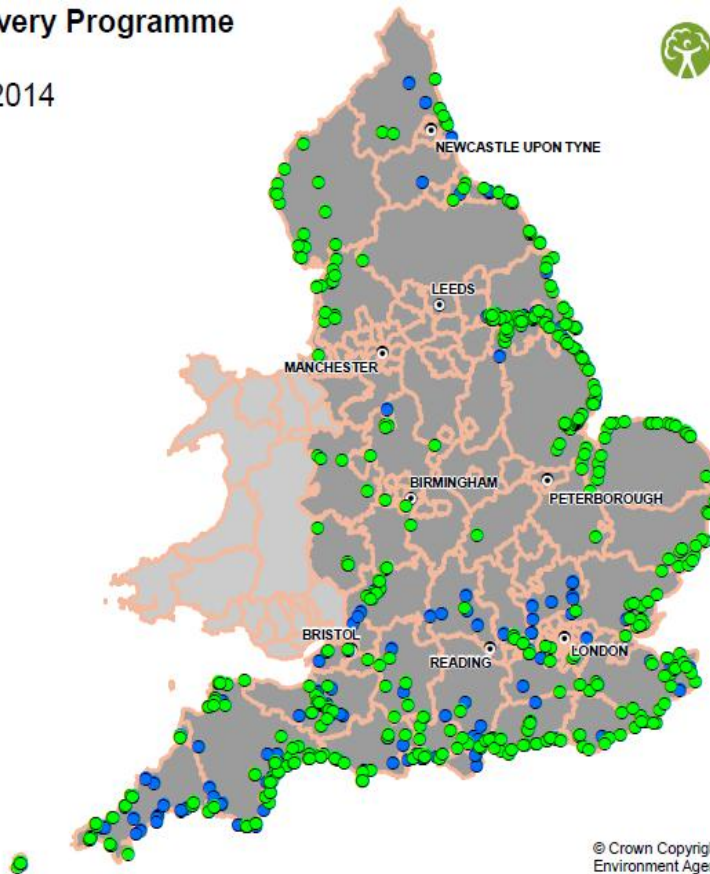 very Programme
2014
NEWCASTLE UPON TYNE
LEEDS
MANCHESTER
BIRMINGHAM
PETERBOROUGH
BRISTOL
READING
LONDON
© Crown Copyrig
Environment Age